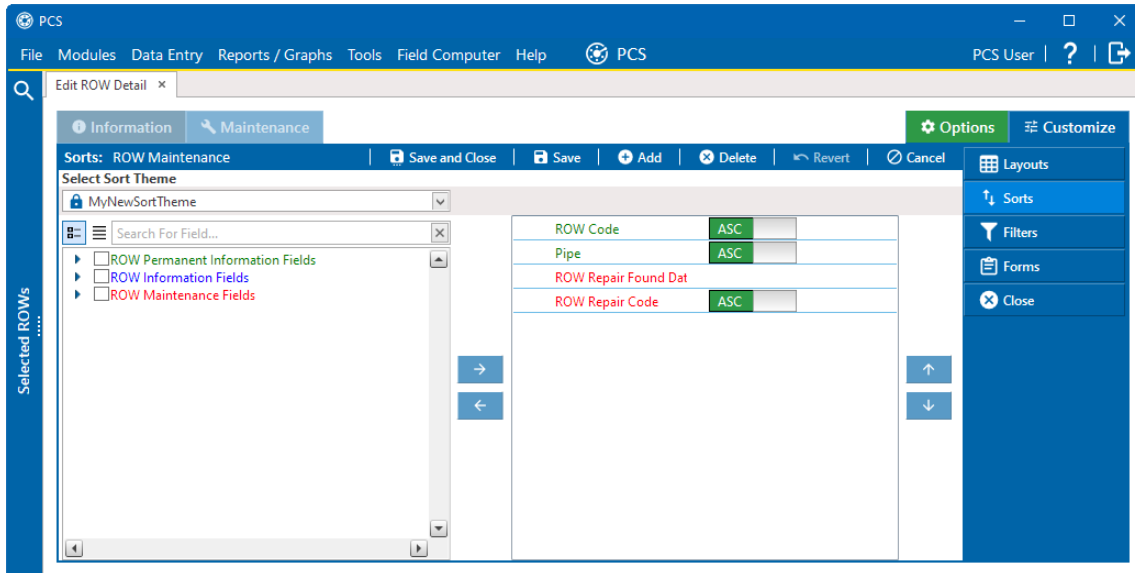 PCS
File Modules Data Entry Reports / Graphs Tools Field Computer Help PCS PCS User | ? |
Edit ROW Detail ×
Information Maintenance Options Customize
Sorts: ROW Maintenance | Save and Close | Save | Add | Delete | Revert | Cancel
Select Sort Theme
MyNewSortTheme
Search For Field...
ROW Permanent Information Fields
ROW Information Fields
ROW Maintenance Fields
ROW Code ASC
Pipe ASC
ROW Repair Found Dat
ROW Repair Code ASC
Layouts
Sorts
Filters
Forms
Close
Selected ROWs